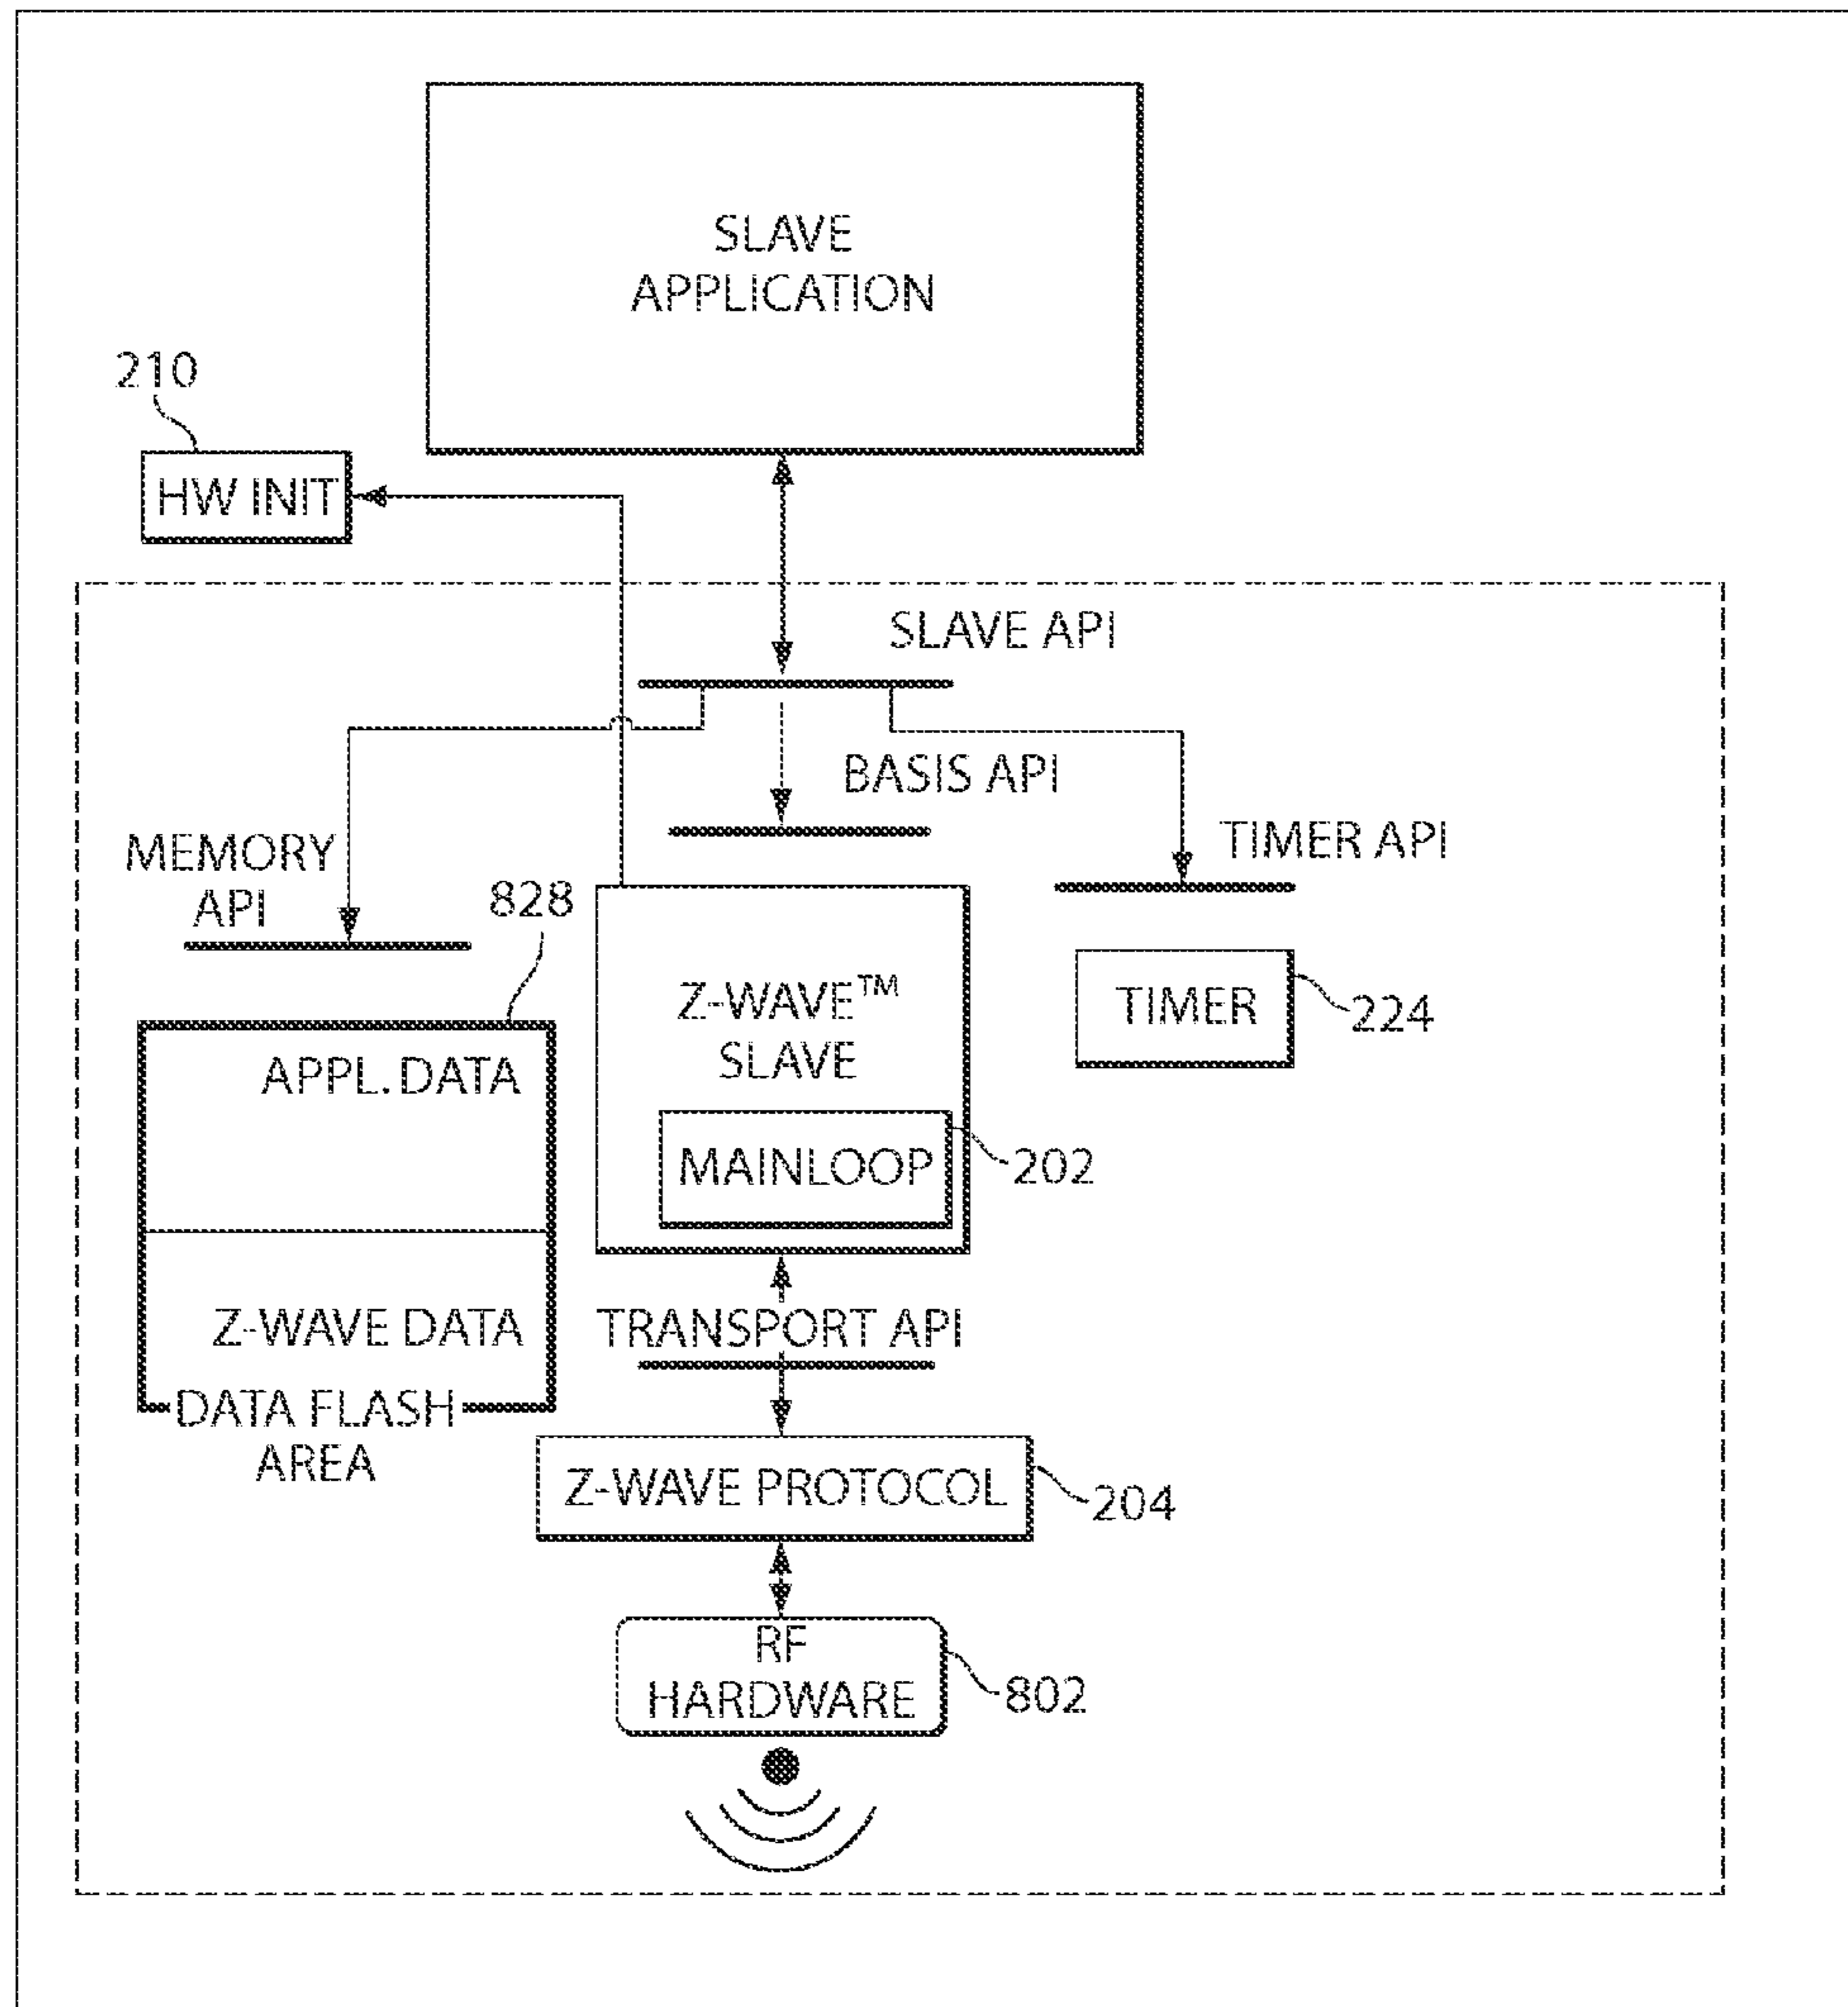 SLAVE
APPLICATION
210
HW INIT
SLAVE API
BASIS API
MEMORY
API
TIMER API
828
Z-WAVE™
SLAVE
TIMER
224
APPL. DATA
MAINLOOP
202
Z-WAVE DATA
TRANSPORT API
DATA FLASH
AREA
Z-WAVE PROTOCOL
204
RF
HARDWARE
802